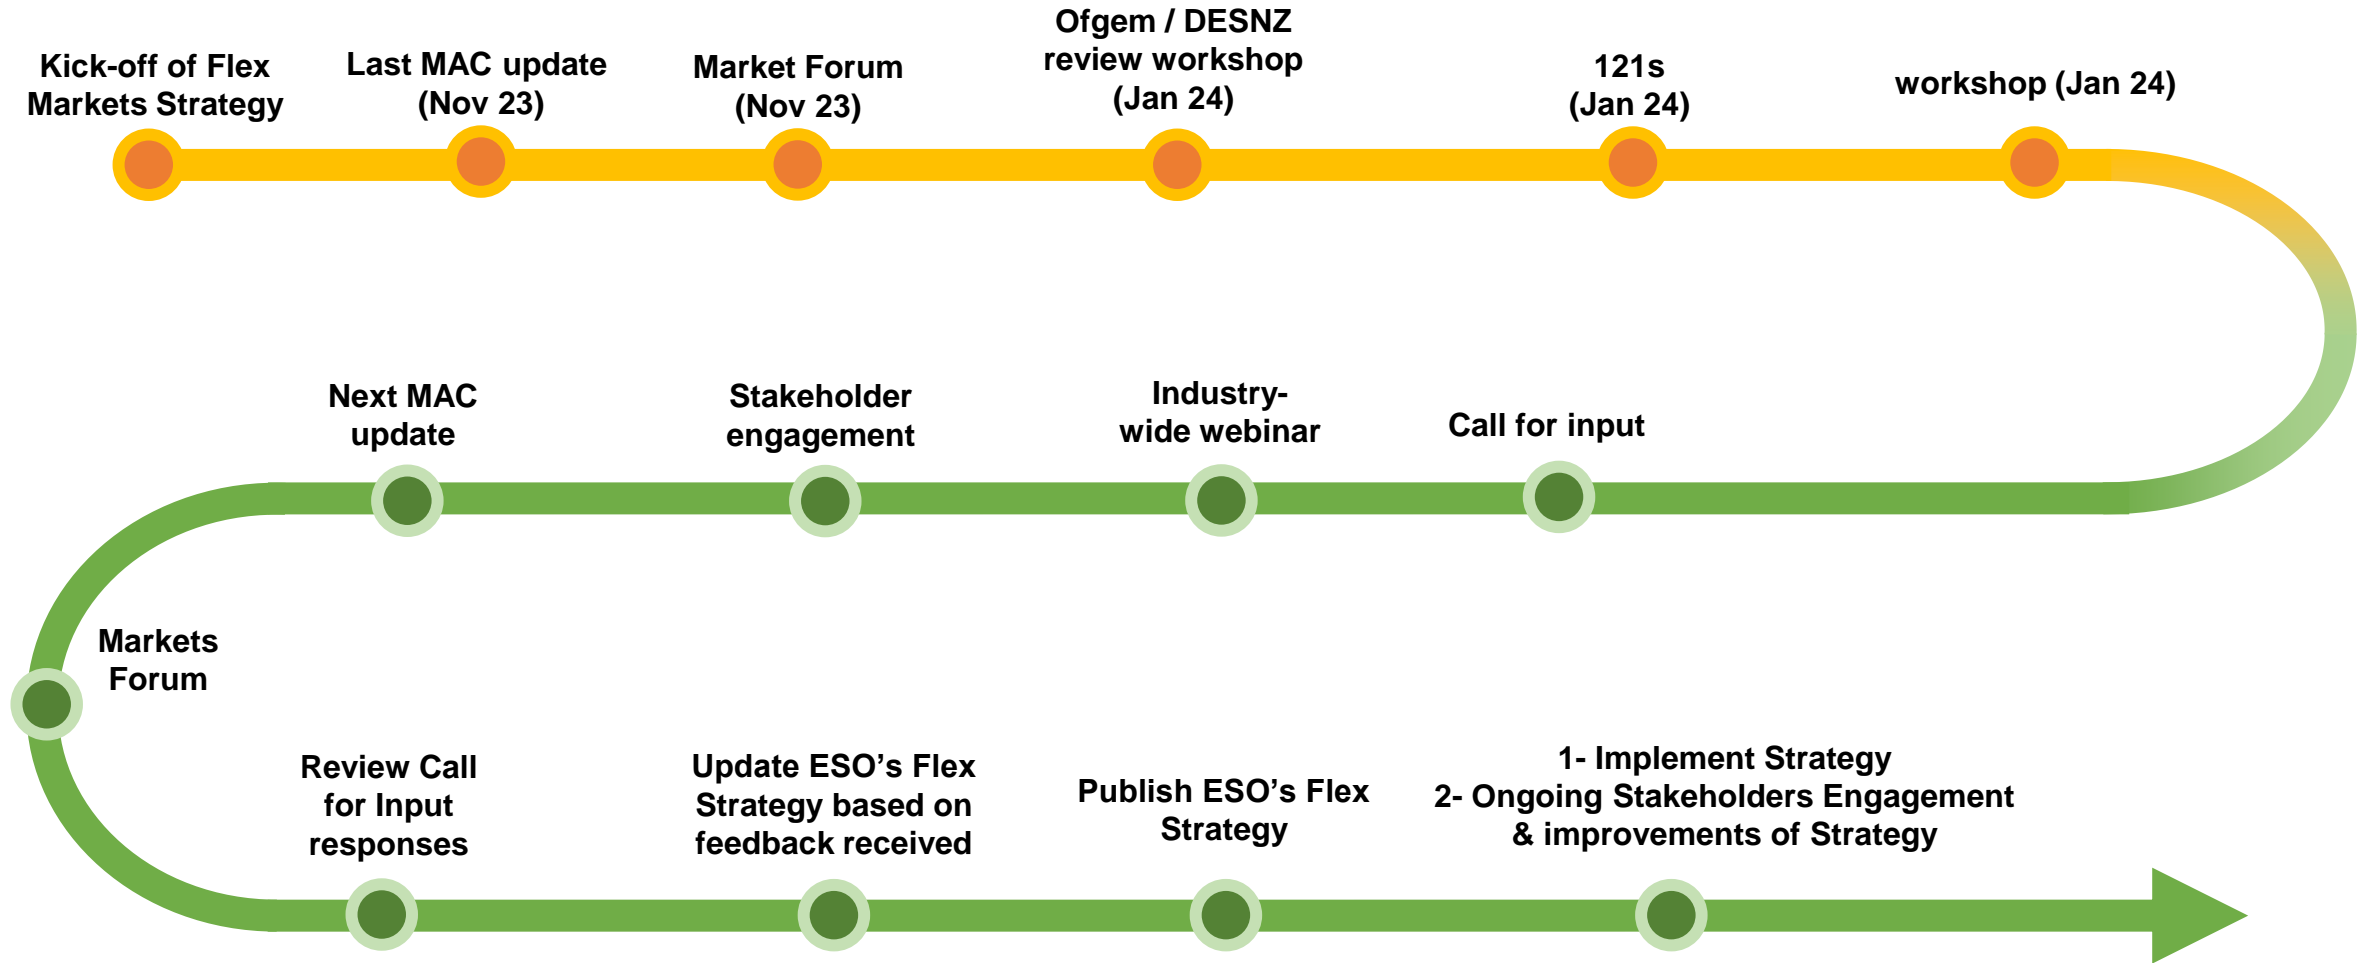 Kick-off of Flex
Markets Strategy
Last MAC update
(Nov 23)
Market Forum
(Nov 23)
Ofgem / DESNZ
review workshop
(Jan 24)
121s
(Jan 24)
workshop (Jan 24)
Call for input
Industry-
wide webinar
Stakeholder
engagement
Next MAC
update
Markets
Forum
Review Call
for Input
responses
Update ESO’s Flex
Strategy based on
feedback received
Publish ESO’s Flex
Strategy
1- Implement Strategy
2- Ongoing Stakeholders Engagement
& improvements of Strategy